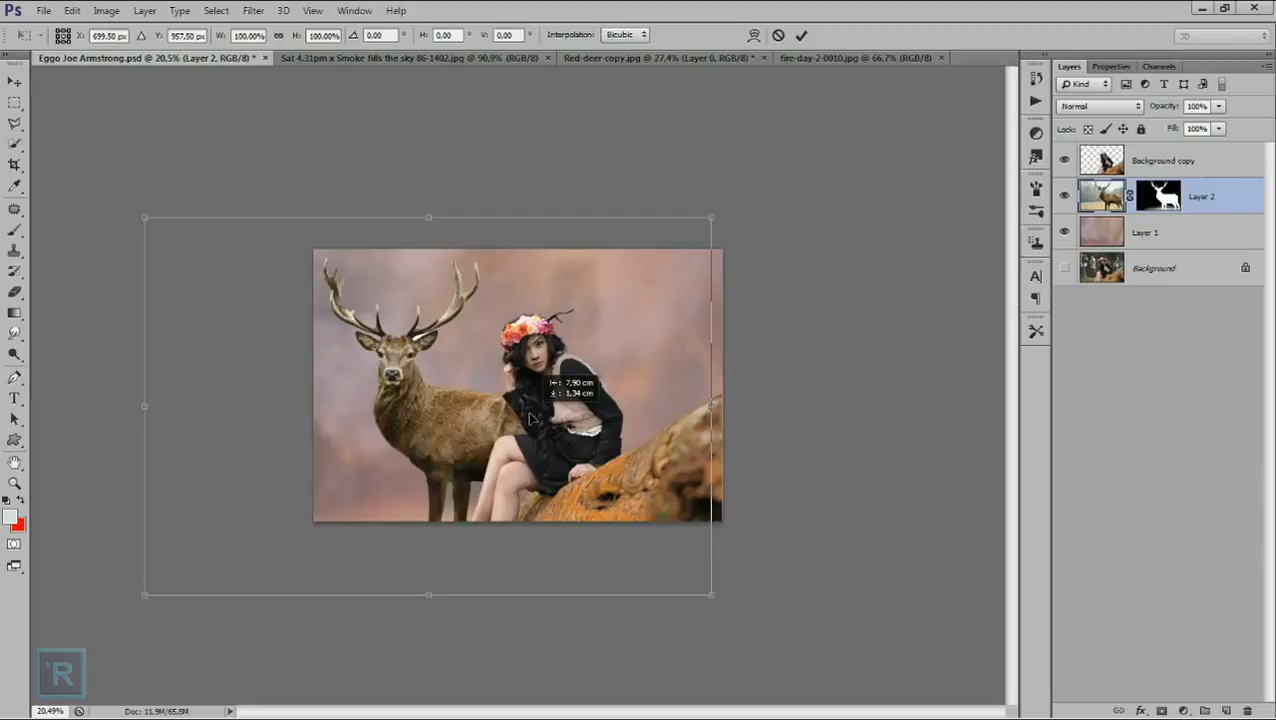 Ps File Edit Image Layer Type Select Filter 3D View Window Help
X: 699.50 px Y: 957.50 px W: 100.00% H: 100.00% 0,00 ° H: 0.00 ° V: 0,00 ° Interpolation: Bicubic 3D
Eggo Joe Armstrong.psd @ 20,5% (Layer 2, RGB/8) * × Sat 4.31pm x Smoke fills the sky 86-1402.jpg @ 90,9% (RGB/8) × Red-deer-copy.jpg @ 27,4% (Layer 0, RGB/8) * × fire-day-2-0010.jpg @ 66,7% (RGB/8) ×
Layers Properties Channels
Kind
Normal Opacity: 100%
Lock: Fill: 100%
Background copy
Layer 2
Layer 1
Background
7,90 cm
1,34 cm
R
20,49% Doc: 11.9M/65.8M